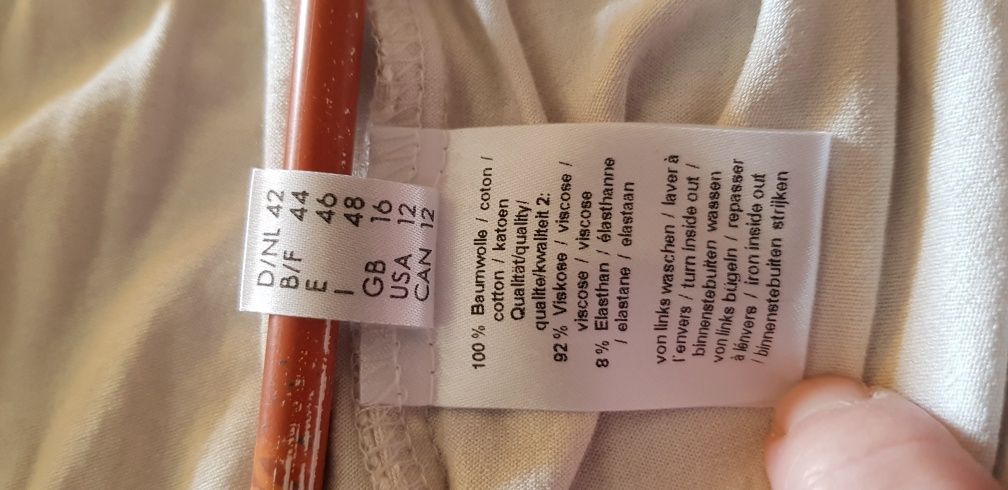 D/NL 42
B/F 44
E 46
I 48
GB 16
USA 12
CAN 12
100 % Baumwolle / coton /
cotton / katoen
Qualität/quality/
qualite/kwaliteit 2:
92 % Viskose / viscose /
viscose / viscose
8 % Elasthan / élasthanne
/ elastane / elastaan
von links waschen / laver à
l'envers / turn inside out /
binnenstebuiten wassen
von links bügeln / repasser
à lénvers / iron inside out
/ binnenstebuiten strijken